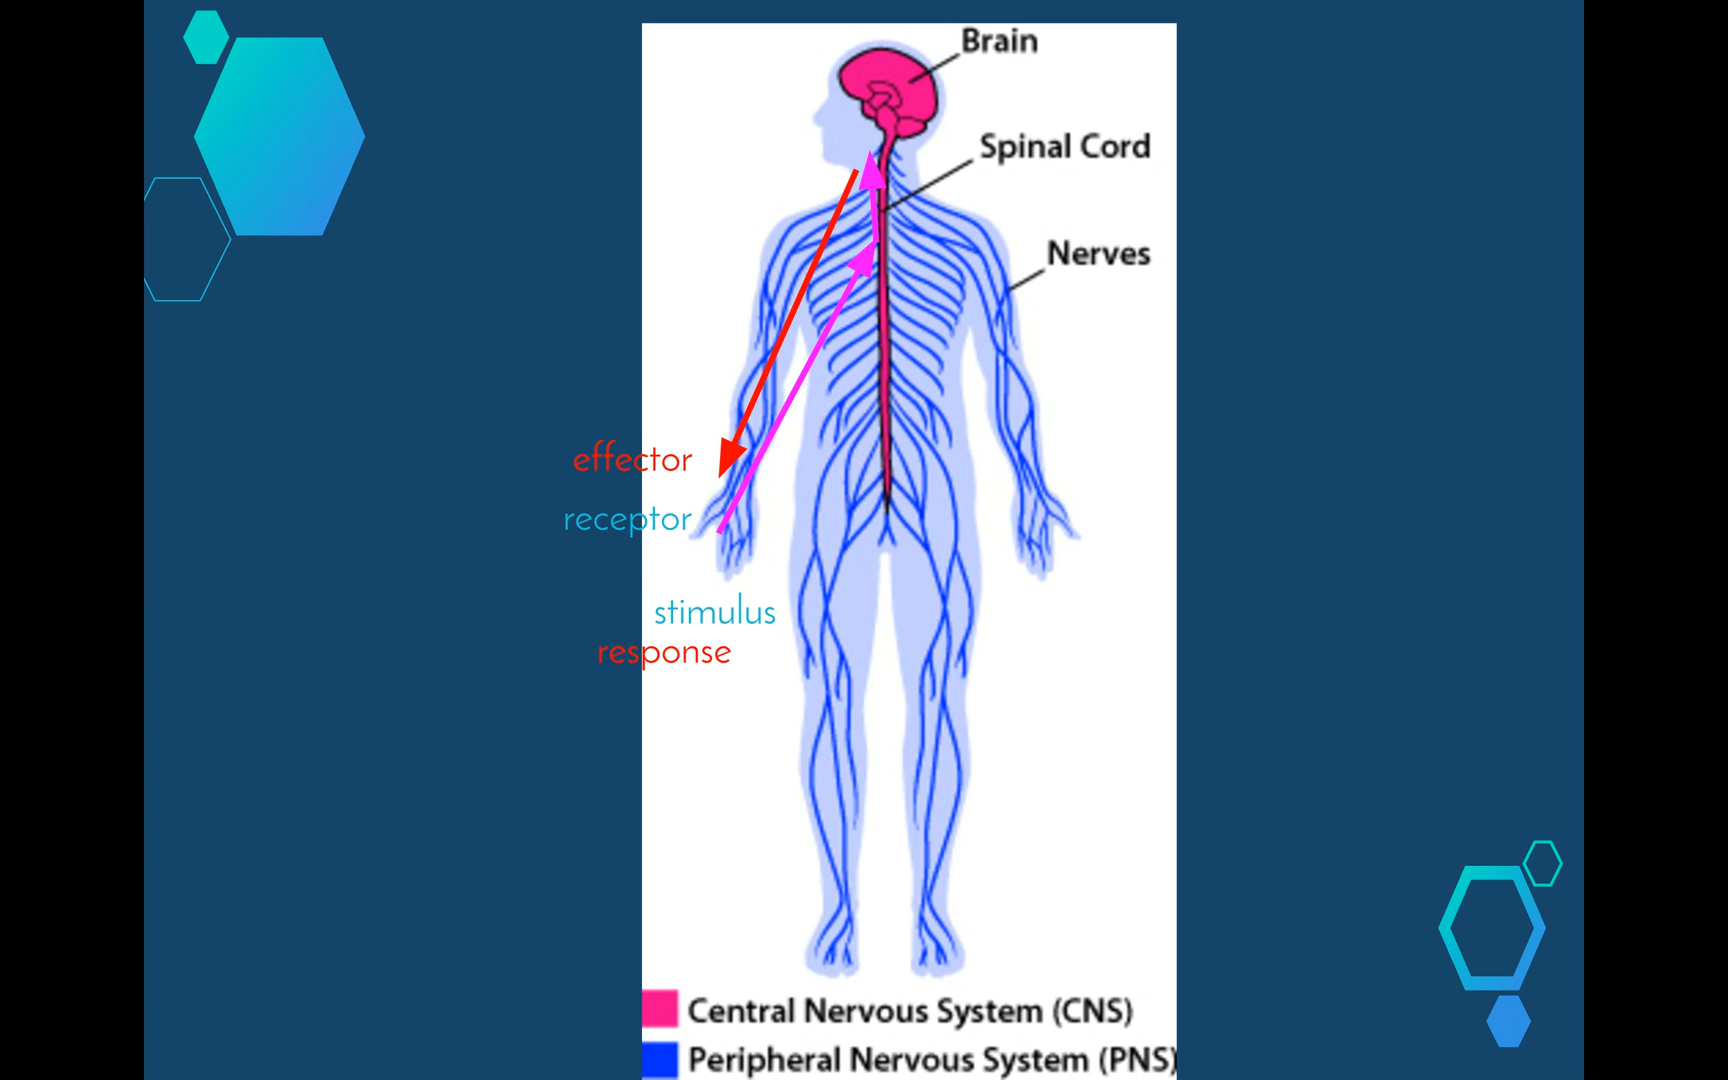 Brain
Spinal Cord
Nerves
effector
receptor
stimulus
response
Central Nervous System (CNS)
Peripheral Nervous System (PNS)